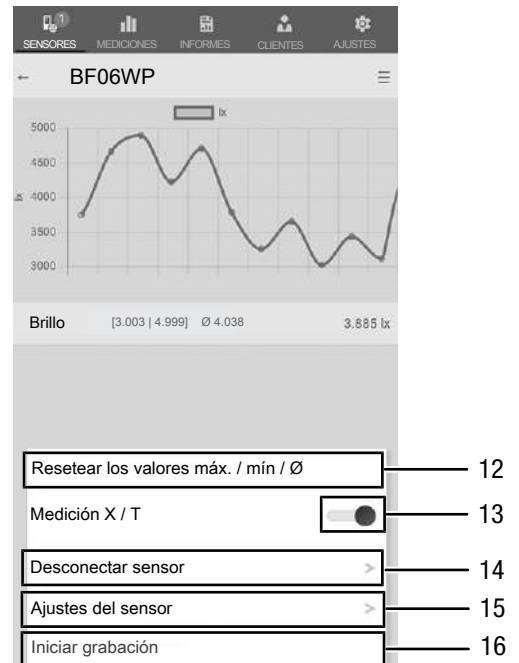 1
SENSORES MEDICIONES INFORMES CLIENTES AJUSTES
← BF06WP ☰
lx
5000
4500
lx 4000
3500
3000
Brillo [3.003 | 4.999] Ø 4.038 3.885 lx
Resetear los valores máx. / mín / Ø 12
Medición X / T 13
Desconectar sensor > 14
Ajustes del sensor > 15
Iniciar grabación 16